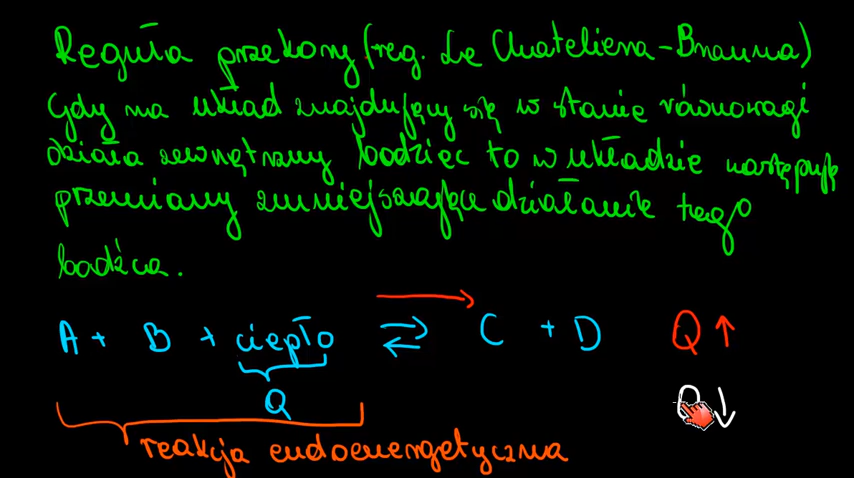 Reguła przekory (reg. Le Chateliera-Brauna)
Gdy na układ znajdujący się w stanie równowagi
działa zewnętrzny bodziec to w układzie następuję
przemiany zmniejszające działanie tego
bodźca.
A + B + ciepło ⇄ C + D Q ↑
Q Q ↓
reakcja endoenergetyczna